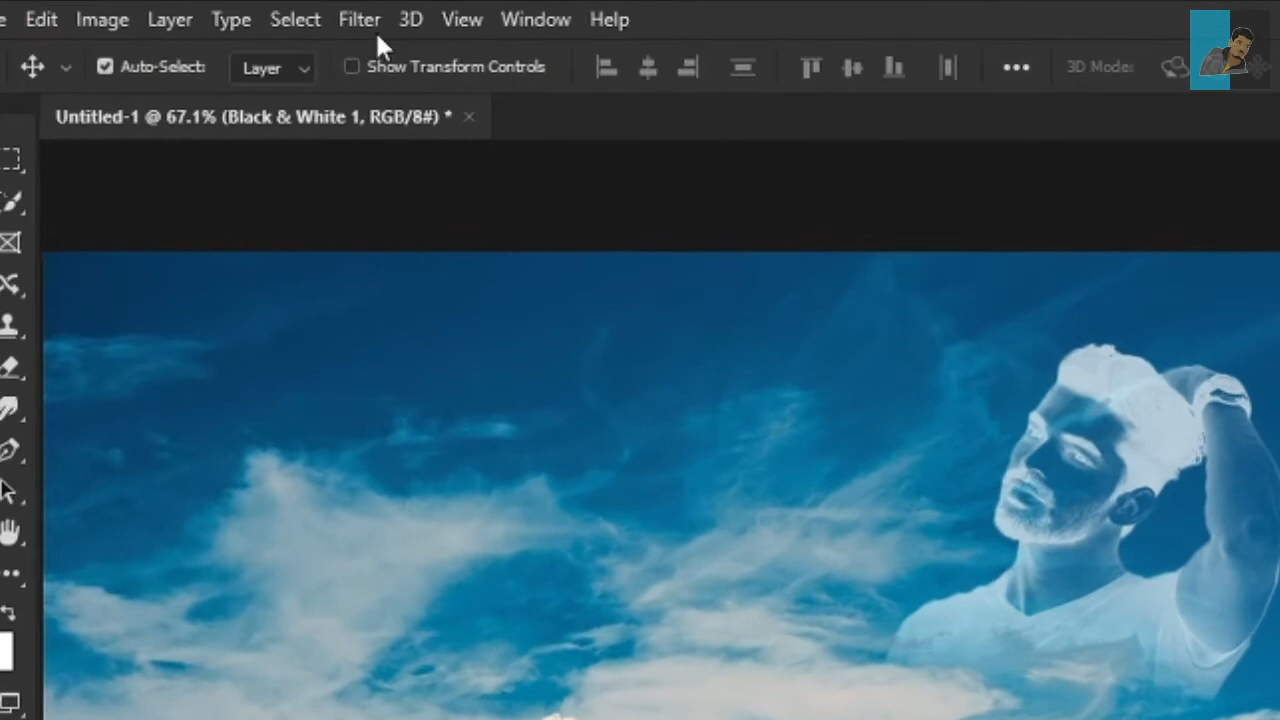 Edit Image Layer Type Select Filter 3D View Window Help
Auto-Select: Layer Show Transform Controls 3D Mode:
Untitled-1 @ 67.1% (Black & White 1, RGB/8#) *